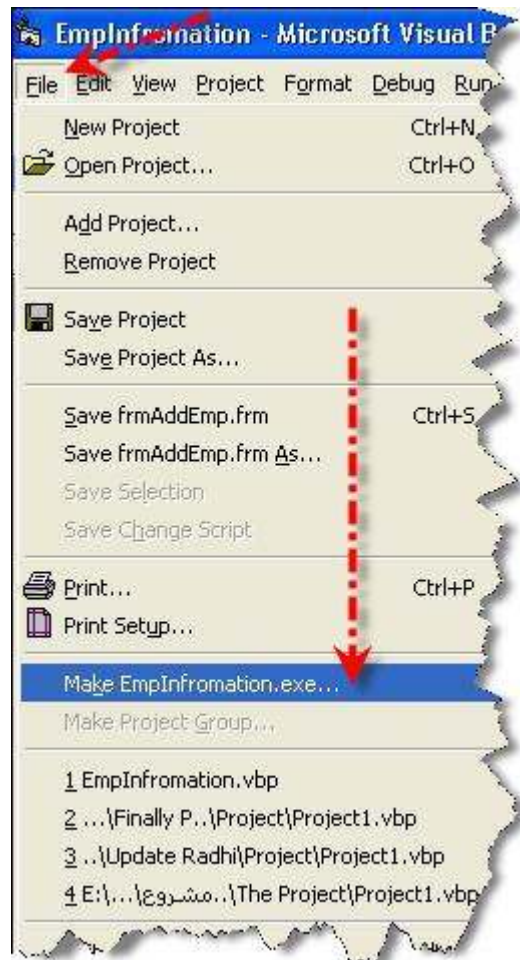 EmpInfromation - Microsoft Visual B
File Edit View Project Format Debug Run
New Project Ctrl+N
Open Project... Ctrl+O
Add Project...
Remove Project
Save Project
Save Project As...
Save frmAddEmp.frm Ctrl+S
Save frmAddEmp.frm As...
Save Selection
Save Change Script
Print... Ctrl+P
Print Setup...
Make EmpInfromation.exe...
Make Project Group...
1 EmpInfromation.vbp
2 ...\Finally P..\Project\Project1.vbp
3 ..\Update Radhi\Project\Project1.vbp
4 E:\...\مشروع..\The Project\Project1.vbp